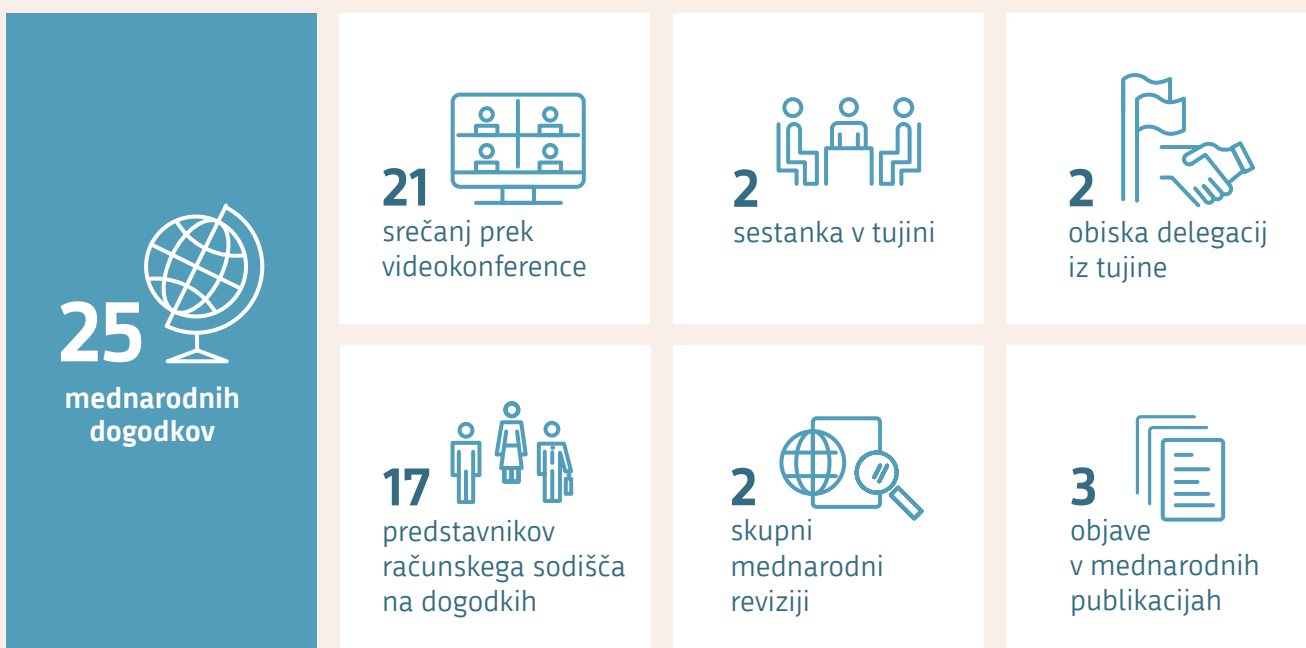 25
mednarodnih
dogodkov
21
srečanj prek
videokonference
2
sestanka v tujini
2
obiska delegacij
iz tujine
17
predstavnikov
računskega sodišča
na dogodkih
2
skupni
mednarodni
reviziji
3
objave
v mednarodnih
publikacijah